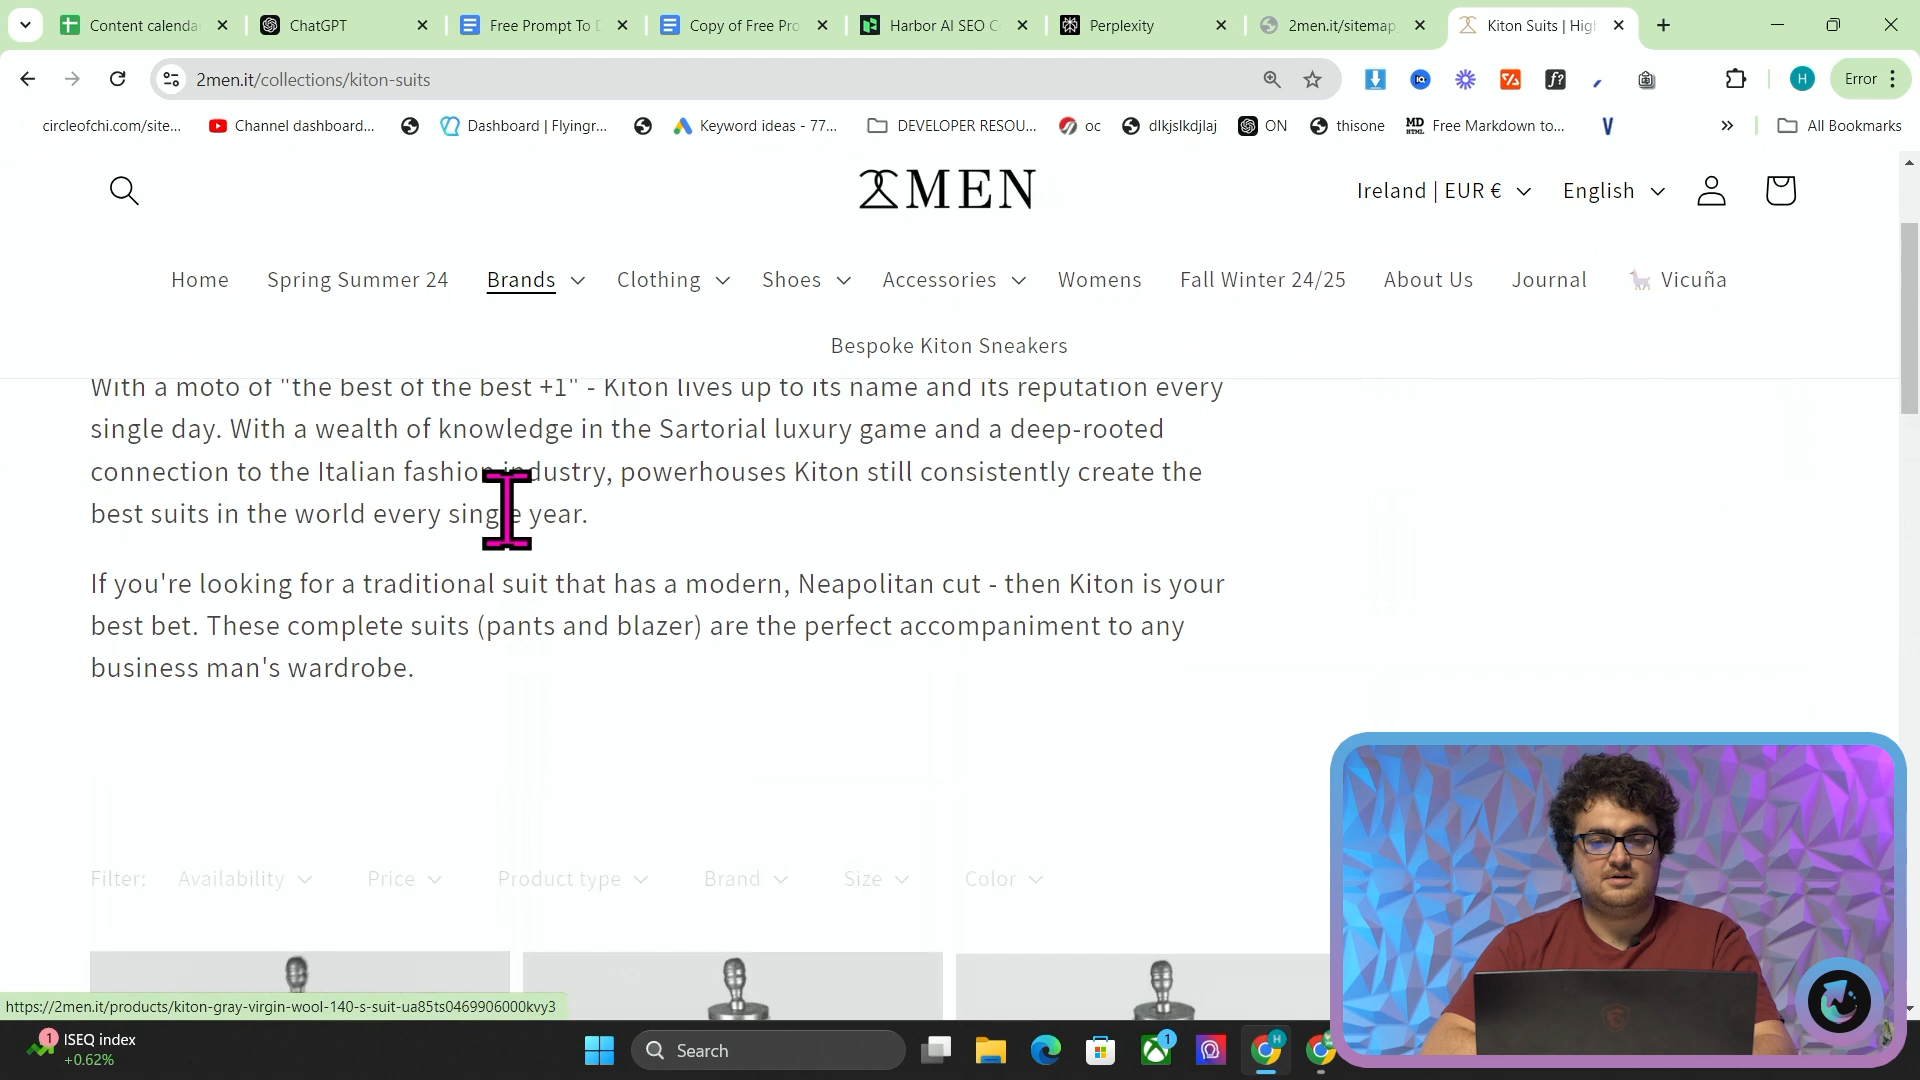 Content calenda
ChatGPT
Free Prompt To D
Copy of Free Pro
Harbor AI SEO C
Perplexity
2men.it/sitemap
Kiton Suits | High
2men.it/collections/kiton-suits
H
Error
circleofchi.com/site...
Channel dashboard...
Dashboard | Flyingr...
Keyword ideas - 77...
DEVELOPER RESOU...
oc
dlkjslkdjlaj
ON
thisone
Free Markdown to...
All Bookmarks
2MEN
Ireland | EUR €
English
Home
Spring Summer 24
Brands
Clothing
Shoes
Accessories
Womens
Fall Winter 24/25
About Us
Journal
Vicuña
Bespoke Kiton Sneakers
With a moto of "the best of the best +1" - Kiton lives up to its name and its reputation every
single day. With a wealth of knowledge in the Sartorial luxury game and a deep-rooted
connection to the Italian fashion industry, powerhouses Kiton still consistently create the
best suits in the world every single year.
If you're looking for a traditional suit that has a modern, Neapolitan cut - then Kiton is your
best bet. These complete suits (pants and blazer) are the perfect accompaniment to any
business man's wardrobe.
Filter:
Availability
Price
Product type
Brand
Size
Color
https://2men.it/products/kiton-gray-virgin-wool-140-s-suit-ua85ts0469906000kvy3
1
ISEQ index
+0.62%
Search
1
H